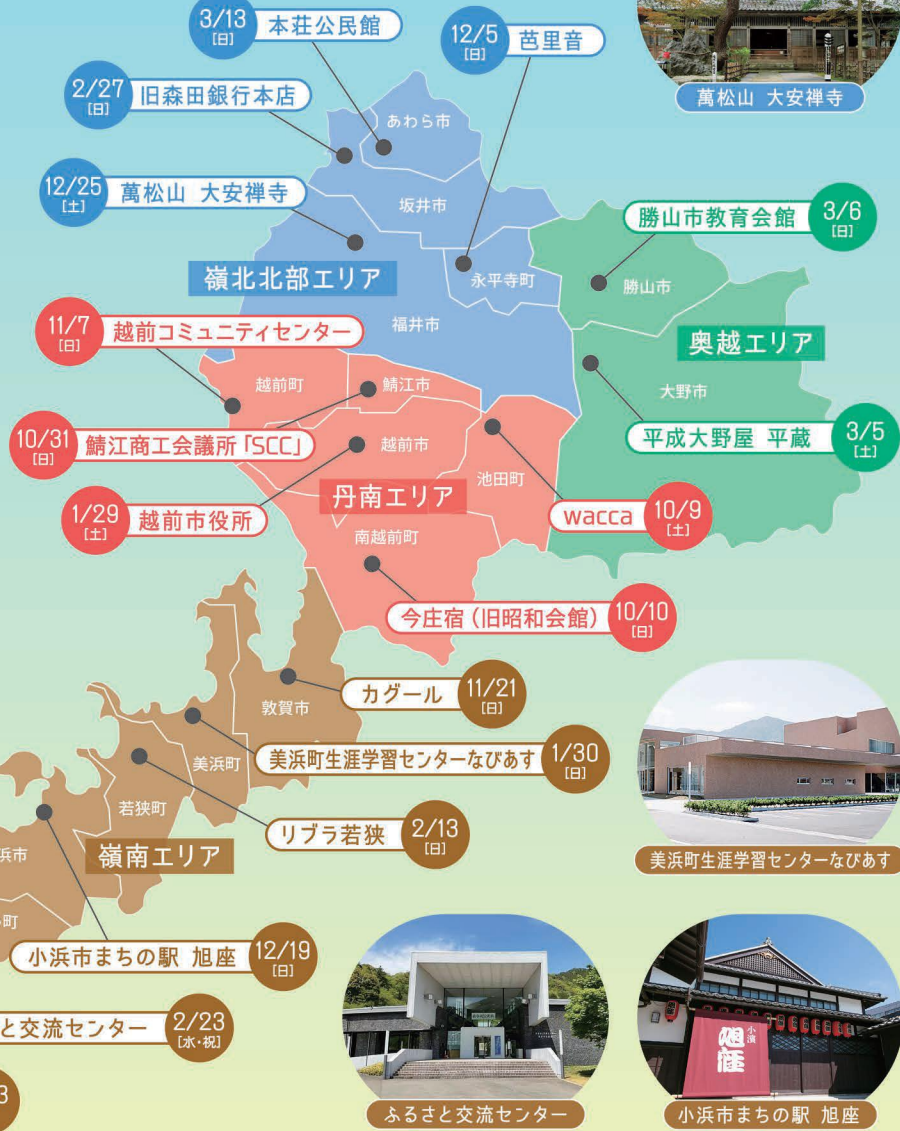 3/13
[日]
本荘公民館
12/5
[日]
芭里音
萬松山 大安禅寺
2/27
[日]
旧森田銀行本店
あわら市
12/25
[土]
萬松山 大安禅寺
坂井市
勝山市教育会館
3/6
[日]
嶺北北部エリア
永平寺町
勝山市
福井市
11/7
[日]
越前コミュニティセンター
奥越エリア
越前町
鯖江市
大野市
10/31
[日]
鯖江商工会議所「SCC」
越前市
平成大野屋 平蔵
3/5
[土]
池田町
丹南エリア
1/29
[土]
越前市役所
wacca
10/9
[土]
南越前町
今庄宿（旧昭和会館）
10/10
[日]
カグール
11/21
[日]
敦賀市
美浜町
美浜町生涯学習センターなびあす
1/30
[日]
若狭町
リブラ若狭
2/13
[日]
浜市
嶺南エリア
美浜町生涯学習センターなびあす
町
小浜市まちの駅 旭座
12/19
[日]
と交流センター
2/23
[水・祝]
小濱
旭座
3
ふるさと交流センター
小浜市まちの駅 旭座